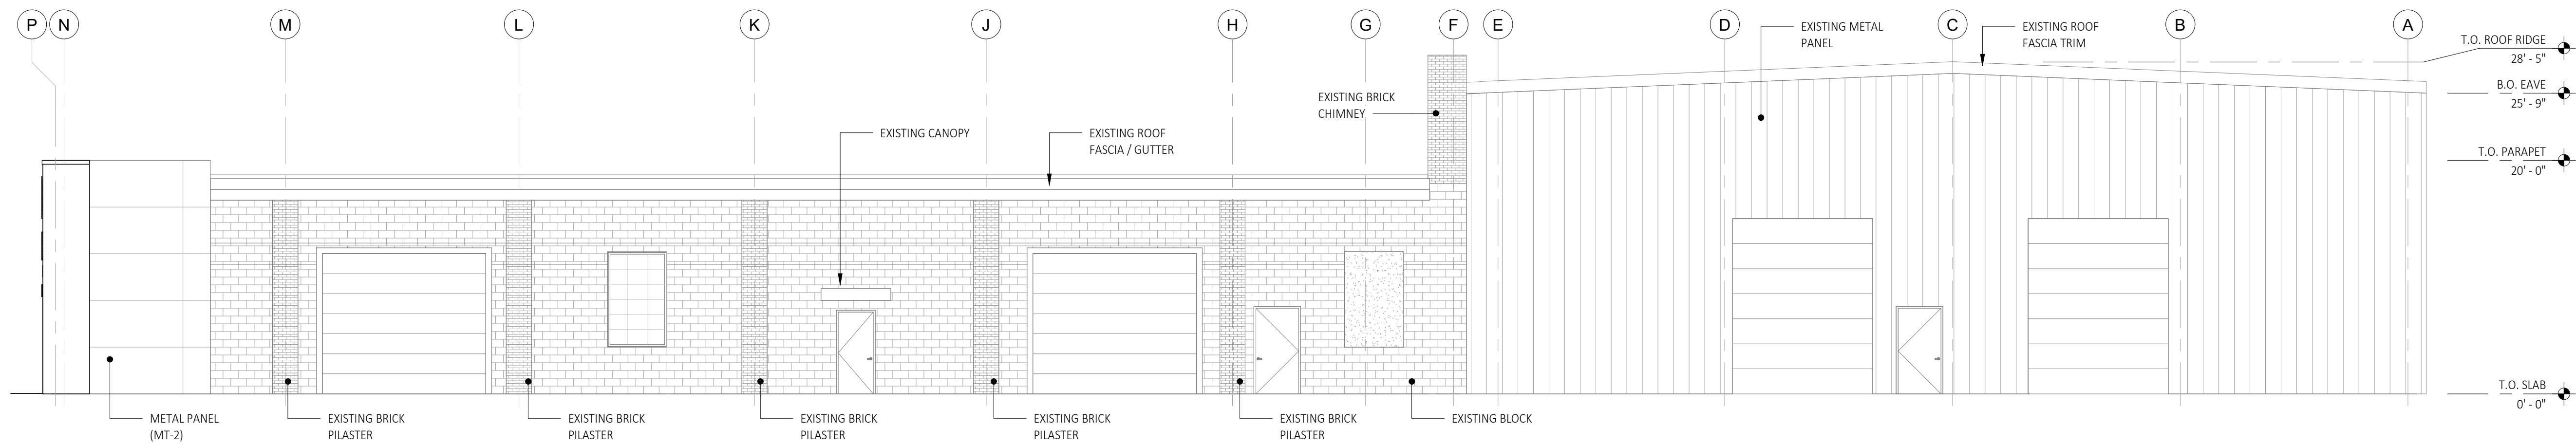 P N M L K J H G F E D C B A
EXISTING METAL
PANEL
EXISTING ROOF
FASCIA TRIM
T.O. ROOF RIDGE
28' - 5"
B.O. EAVE
25' - 9"
EXISTING BRICK
CHIMNEY
EXISTING CANOPY
EXISTING ROOF
FASCIA / GUTTER
T.O. PARAPET
20' - 0"
T.O. SLAB
0' - 0"
METAL PANEL
(MT-2)
EXISTING BRICK
PILASTER
EXISTING BRICK
PILASTER
EXISTING BRICK
PILASTER
EXISTING BRICK
PILASTER
EXISTING BRICK
PILASTER
EXISTING BLOCK